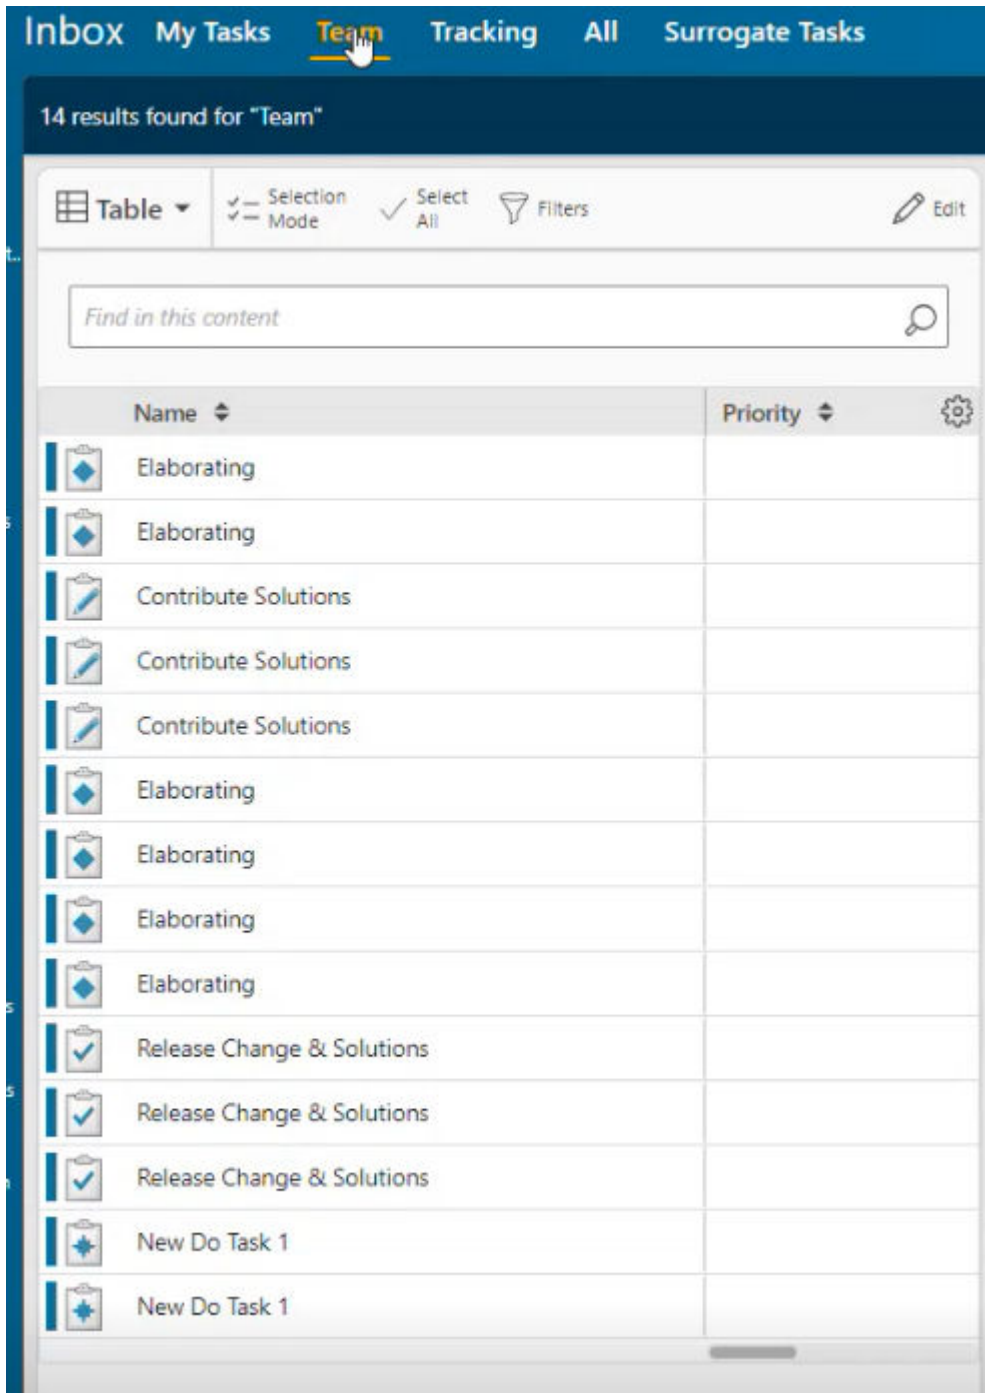 Inbox My Tasks Team Tracking All Surrogate Tasks
14 results found for "Team"
Table Selection Mode Select All Filters Edit
Find in this content
Name Priority
Elaborating
Elaborating
Contribute Solutions
Contribute Solutions
Contribute Solutions
Elaborating
Elaborating
Elaborating
Elaborating
Release Change & Solutions
Release Change & Solutions
Release Change & Solutions
New Do Task 1
New Do Task 1